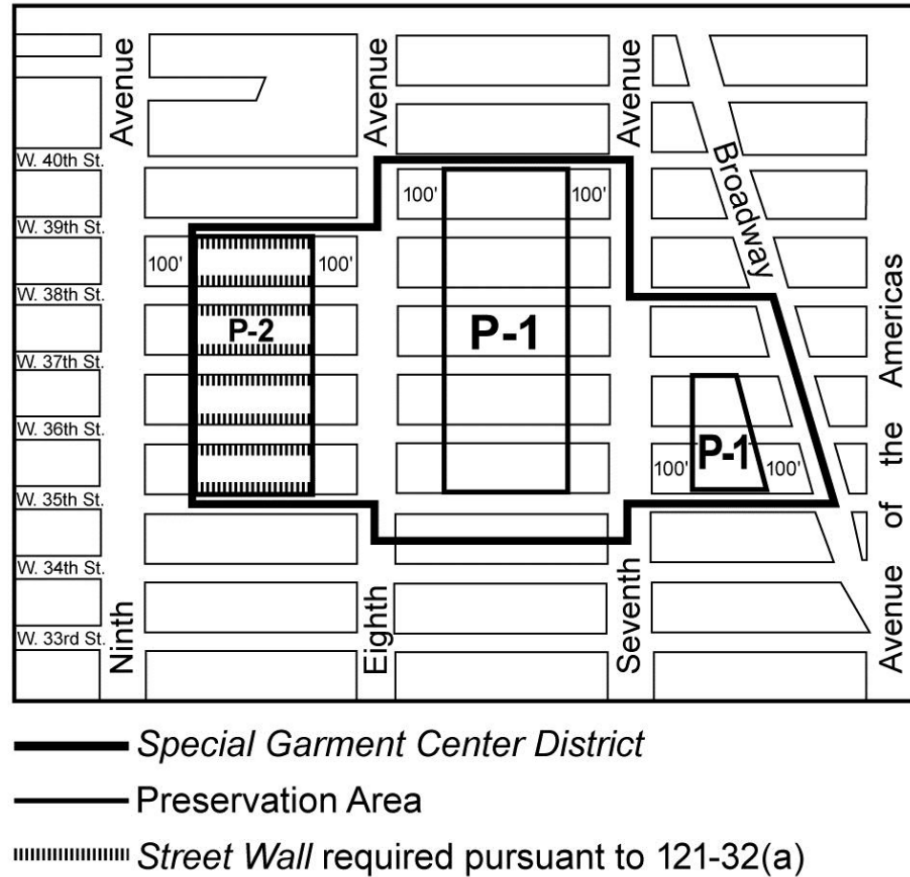 Avenue
Avenue
Avenue
Broadway
W. 40th St.
W. 39th St.
W. 38th St.
W. 37th St.
W. 36th St.
W. 35th St.
W. 34th St.
W. 33rd St.
100'
100'
100'
100'
P-2
P-1
100'
P-1
100'
Ninth
Eighth
Seventh
Avenue of the Americas
Special Garment Center District
Preservation Area
Street Wall required pursuant to 121-32(a)